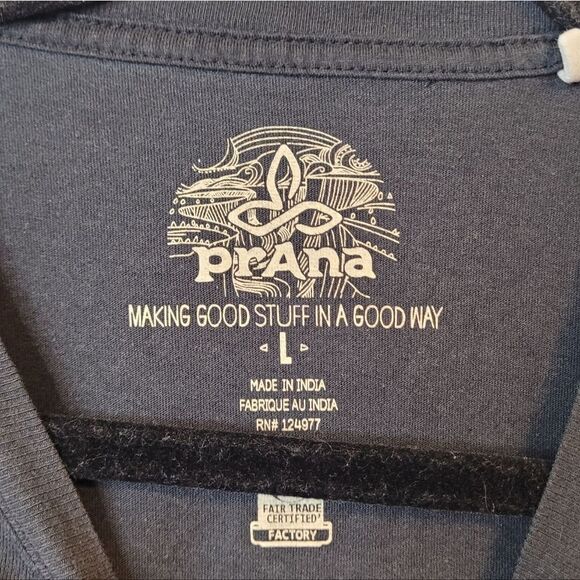 prAna
MAKING GOOD STUFF IN A GOOD WAY
L
MADE IN INDIA
FABRIQUE AU INDIA
RN# 124977
FAIR TRADE
CERTIFIED
FACTORY